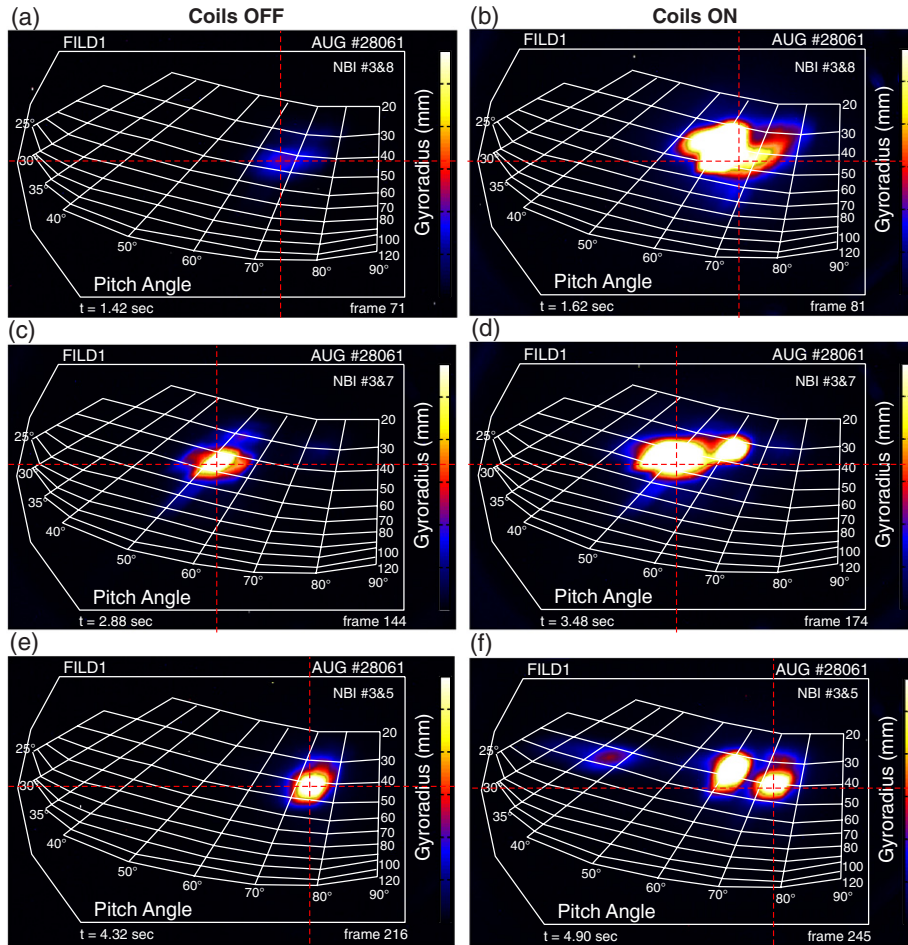 Coils OFF
Coils ON
(a)
FILD1
AUG #28061
NBI #3&8
20
30
40
50
60
70
80
100
120
25°
30°
35°
40°
50°
60°
70°
80°
90°
Gyroradius (mm)
Pitch Angle
t = 1.42 sec
frame 71
(b)
FILD1
AUG #28061
NBI #3&8
20
30
40
50
60
70
80
100
120
25°
30°
35°
40°
50°
60°
70°
80°
90°
Gyroradius (mm)
Pitch Angle
t = 1.62 sec
frame 81
(c)
FILD1
AUG #28061
NBI #3&7
20
30
40
50
60
70
80
100
120
25°
30°
35°
40°
50°
60°
70°
80°
90°
Gyroradius (mm)
Pitch Angle
t = 2.88 sec
frame 144
(d)
FILD1
AUG #28061
NBI #3&7
20
30
40
50
60
70
80
100
120
25°
30°
35°
40°
50°
60°
70°
80°
90°
Gyroradius (mm)
Pitch Angle
t = 3.48 sec
frame 174
(e)
FILD1
AUG #28061
NBI #3&5
20
30
40
50
60
70
80
100
120
25°
30°
35°
40°
50°
60°
70°
80°
90°
Gyroradius (mm)
Pitch Angle
t = 4.32 sec
frame 216
(f)
FILD1
AUG #28061
NBI #3&5
20
30
40
50
60
70
80
100
120
25°
30°
35°
40°
50°
60°
70°
80°
90°
Gyroradius (mm)
Pitch Angle
t = 4.90 sec
frame 245